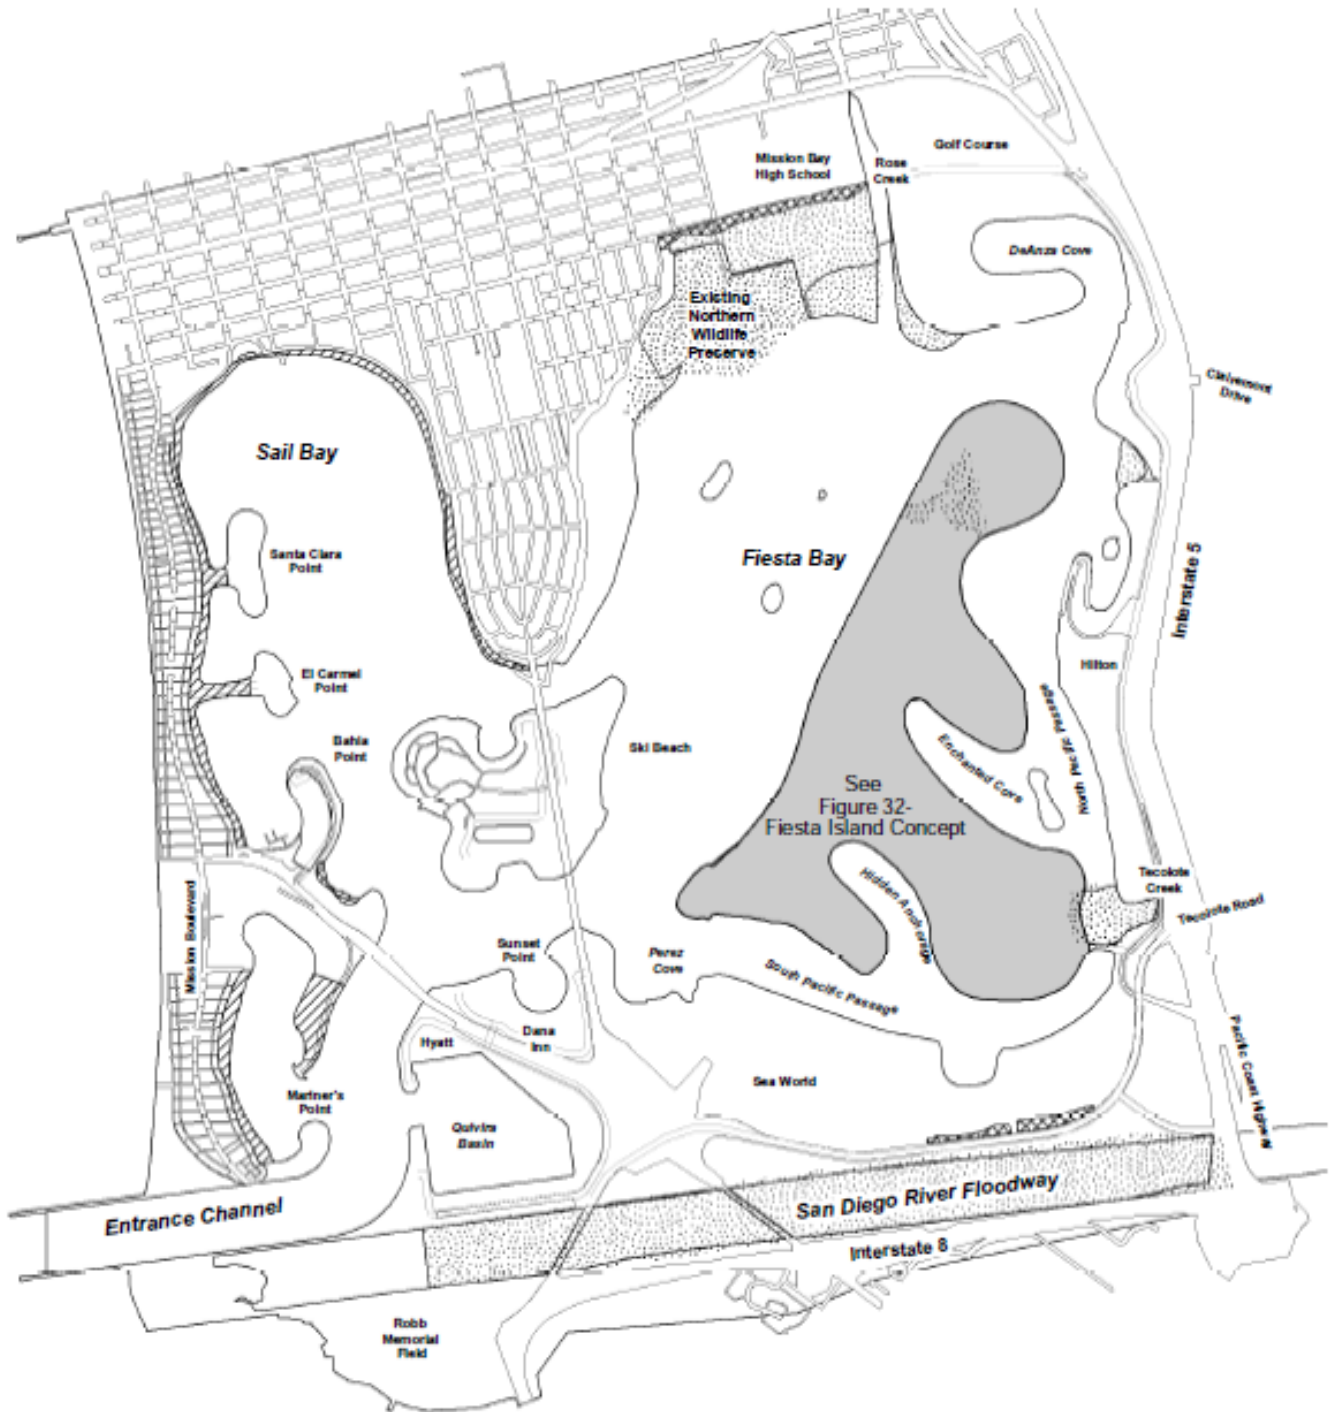 Golf Course
Mission Bay
High School
Rose
Creek
DeAnza Cove
Existing
Northern
Wildlife
Preserve
Clairemont
Drive
Sail Bay
Santa Clara
Point
Fiesta Bay
Interstate 5
El Carmel
Point
Hilton
North Pacific Passage
Bahia
Point
Ski Beach
Enchanted Cove
See
Figure 32-
Fiesta Island Concept
Hidden Anchorage
Tecolote
Creek
Tecolote Road
Mission Boulevard
Sunset
Point
Perez
Cove
South Pacific Passage
Hyatt
Dana
Inn
Sea World
Pacific Coast Highway
Mariner's
Point
Quivira
Basin
Entrance Channel
San Diego River Floodway
Interstate 8
Robb
Memorial
Field